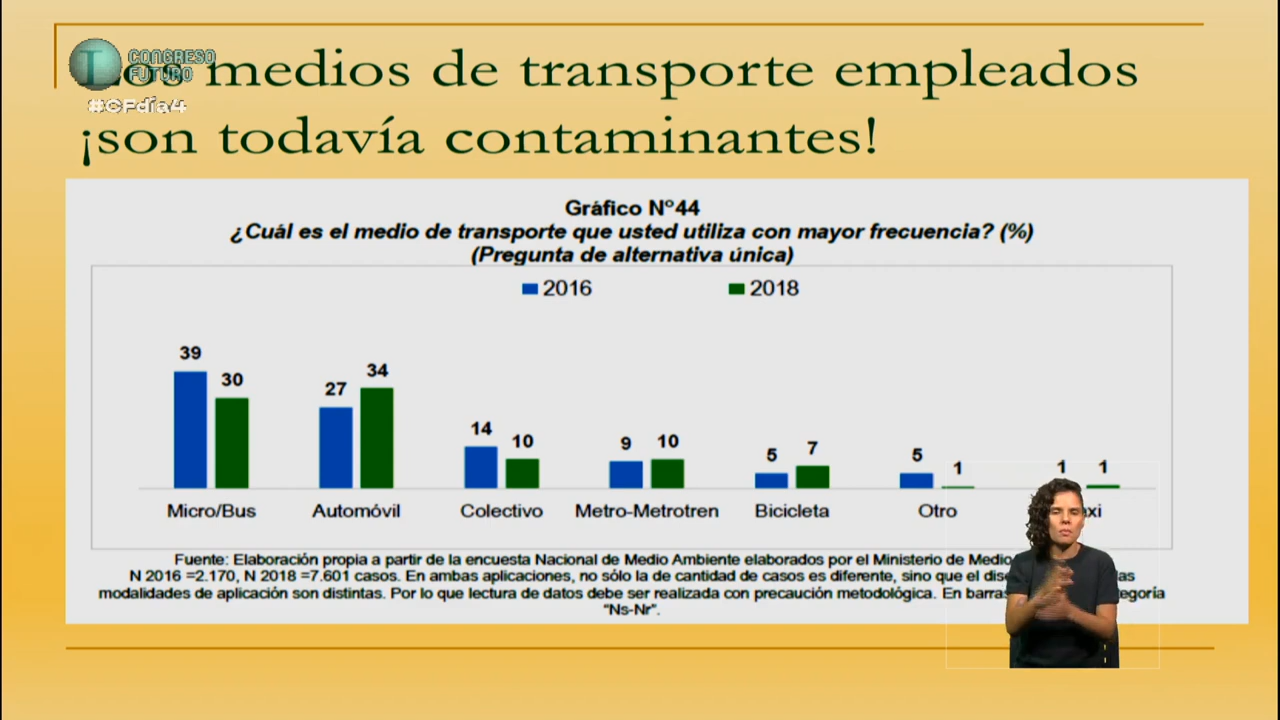 CONGRESO
FUTURO
#CFdía4
Los medios de transporte empleados
¡son todavía contaminantes!
Gráfico N°44
¿Cuál es el medio de transporte que usted utiliza con mayor frecuencia? (%)
(Pregunta de alternativa única)
2016 2018
39 30 27 34 14 10 9 10 5 7 5 1 1 1
Micro/Bus Automóvil Colectivo Metro-Metrotren Bicicleta Otro
Fuente: Elaboración propia a partir de la encuesta Nacional de Medio Ambiente elaborados por el Ministerio de Medio
N 2016 =2.170, N 2018 =7.601 casos. En ambas aplicaciones, no sólo la de cantidad de casos es diferente, sino que el las
modalidades de aplicación son distintas. Por lo que lectura de datos debe ser realizada con precaución metodológica. En barras
"Ns-Nr".